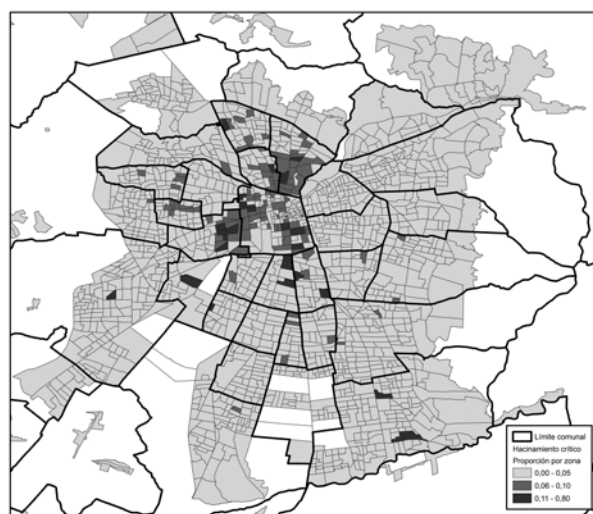 Límite comunal
Hacinamiento crítico
Proporción por zona
0,00 - 0,05
0,06 - 0,10
0,11 - 0,80